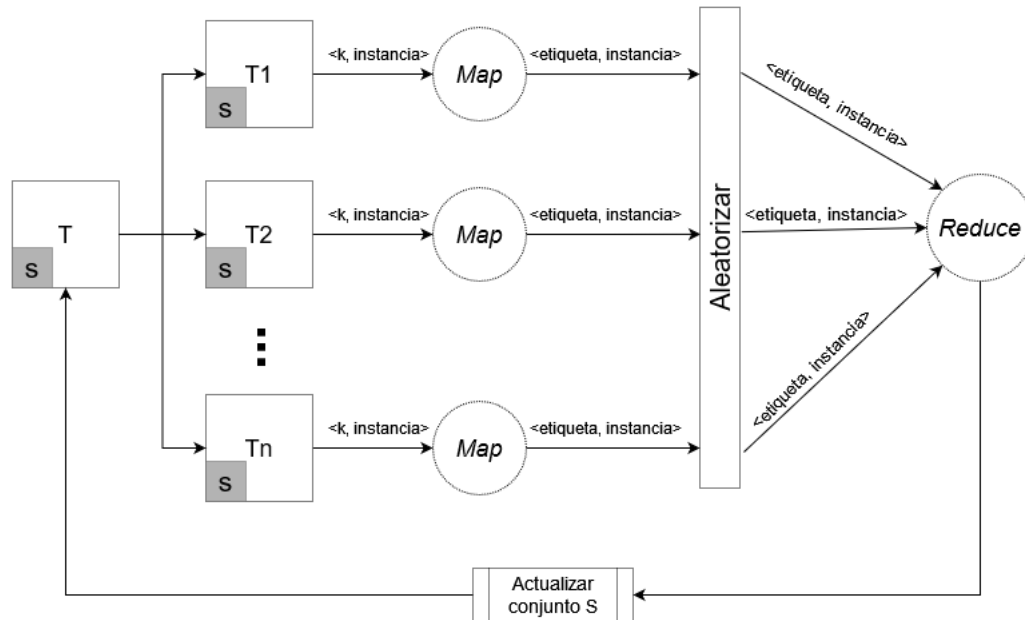 <k, instancia>
<etiqueta, instancia>
T1
Map
S
<etiqueta, instancia>
<k, instancia>
<etiqueta, instancia>
<etiqueta, instancia>
T
T2
Map
Reduce
S
S
Aleatorizar
<k, instancia>
<etiqueta, instancia>
<etiqueta, instancia>
Tn
Map
S
Actualizar
conjunto S